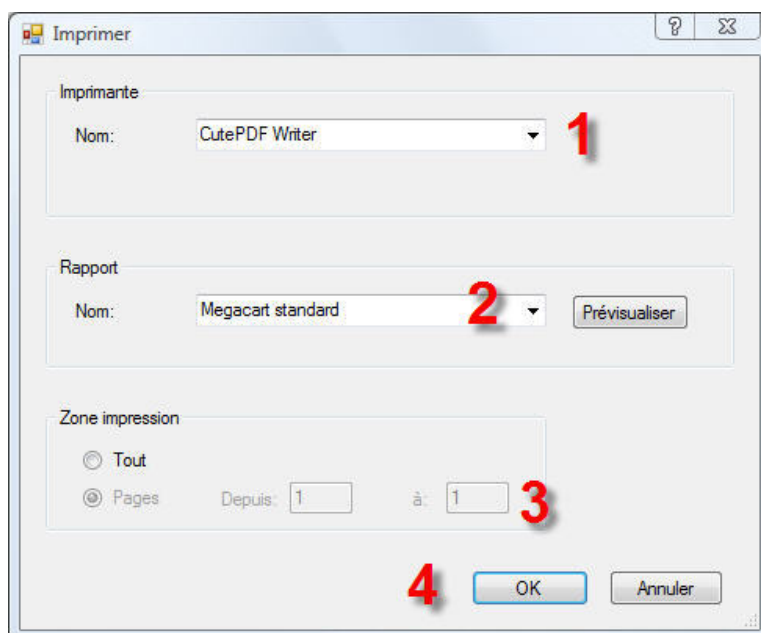 Imprimer
Imprimante
Nom: CutePDF Writer 1
Rapport
Nom: Megacart standard 2 Prévisualiser
Zone impression
Tout
Pages Depuis: 1 à: 1 3
4 OK Annuler